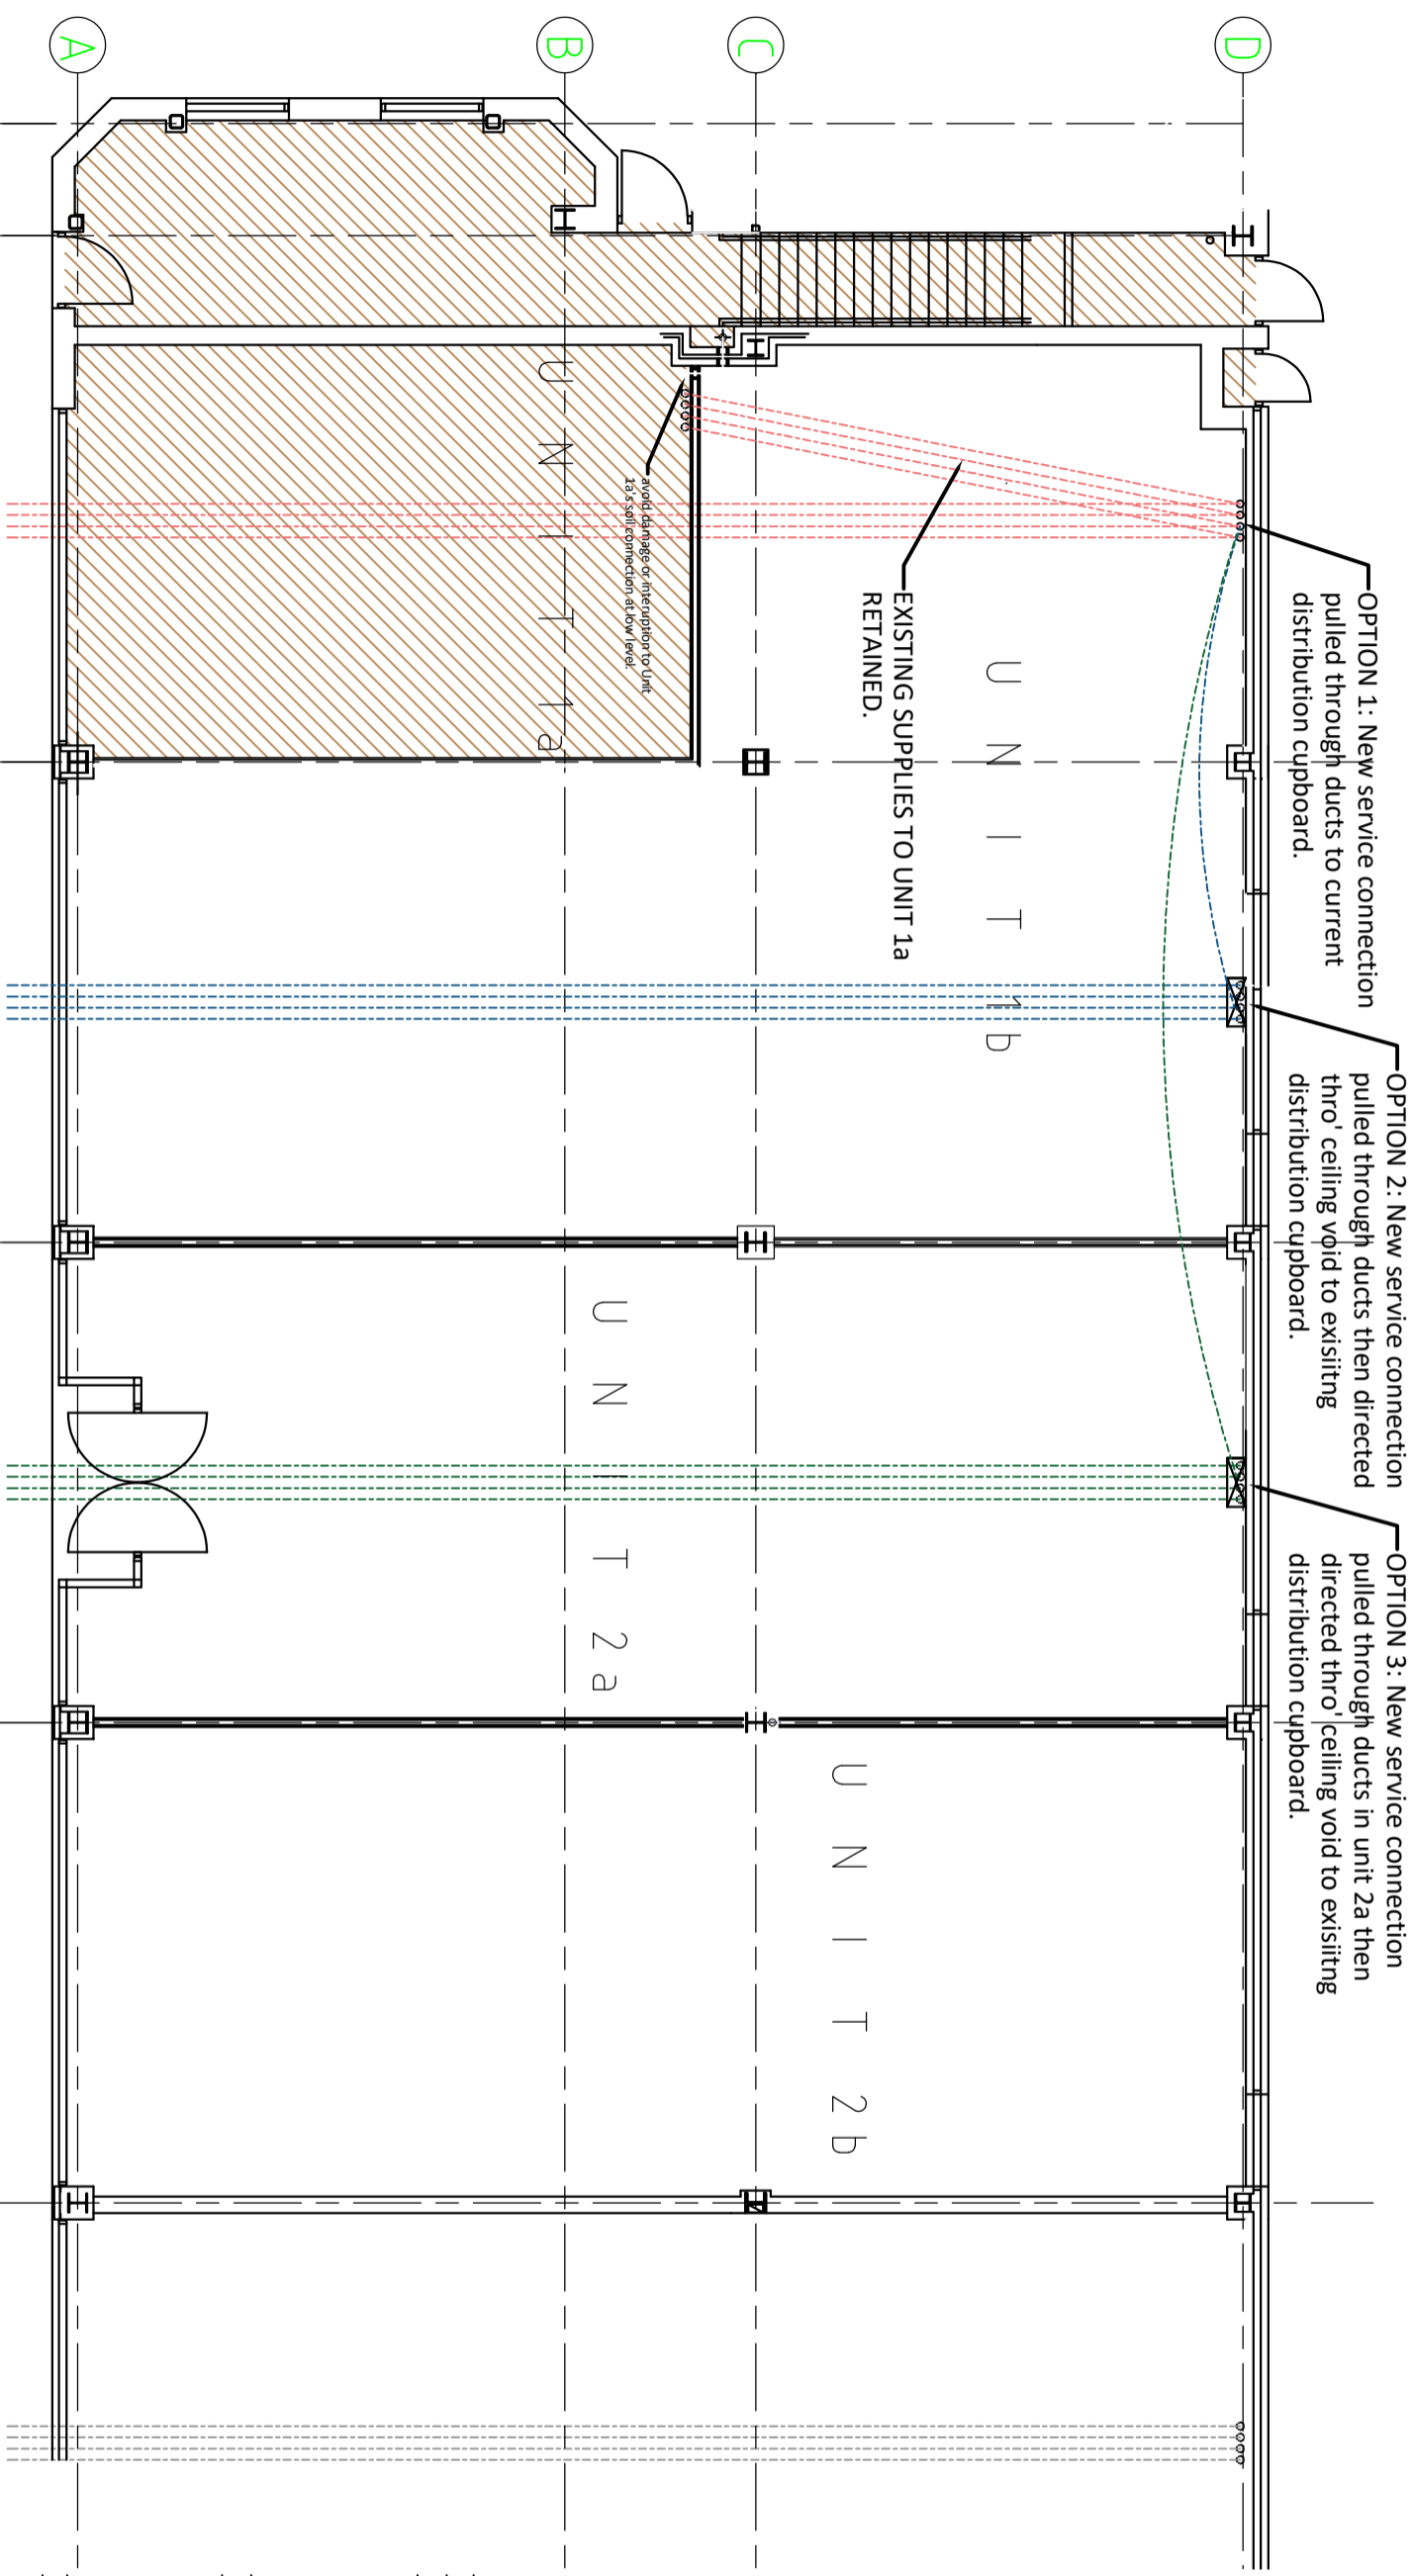 A
B
C
D
OPTION 1: New service connection
pulled through ducts to current
distribution cupboard.
OPTION 2: New service connection
pulled through ducts then directed
thro' ceiling void to exisiitng
distribution cupboard.
OPTION 3: New service connection
pulled through ducts in unit 2a then
directed thro' ceiling void to exisiitng
distribution cupboard.
UNIT 1b
EXISTING SUPPLIES TO UNIT 1a
RETAINED.
UNIT 2b
avoid damage or interuption to Unit
1a's soil connection at low level.
UNIT 2a
UNIT 1a